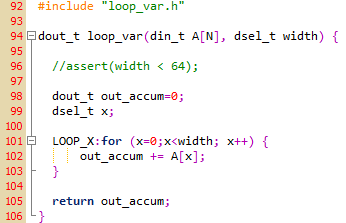 92 #include "loop_var.h"
93
94 dout_t loop_var(din_t A[N], dsel_t width) {
95
96 //assert(width < 64);
97
98 dout_t out_accum=0;
99 dsel_t x;
100
101 LOOP_X:for (x=0;x<width; x++) {
102 out_accum += A[x];
103 }
104
105 return out_accum;
106 }